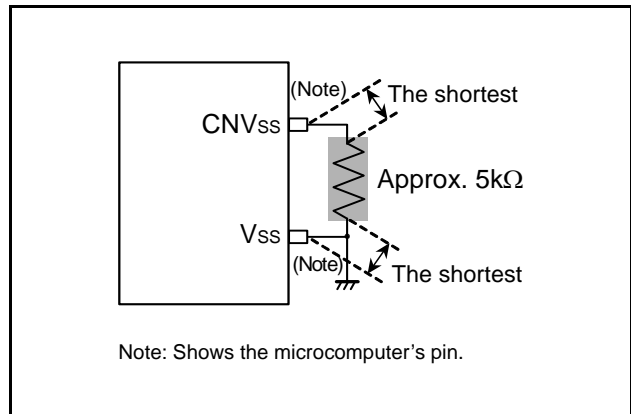 (Note)
The shortest
CNVSS
Approx. 5kΩ
VSS
(Note)
The shortest
Note: Shows the microcomputer's pin.